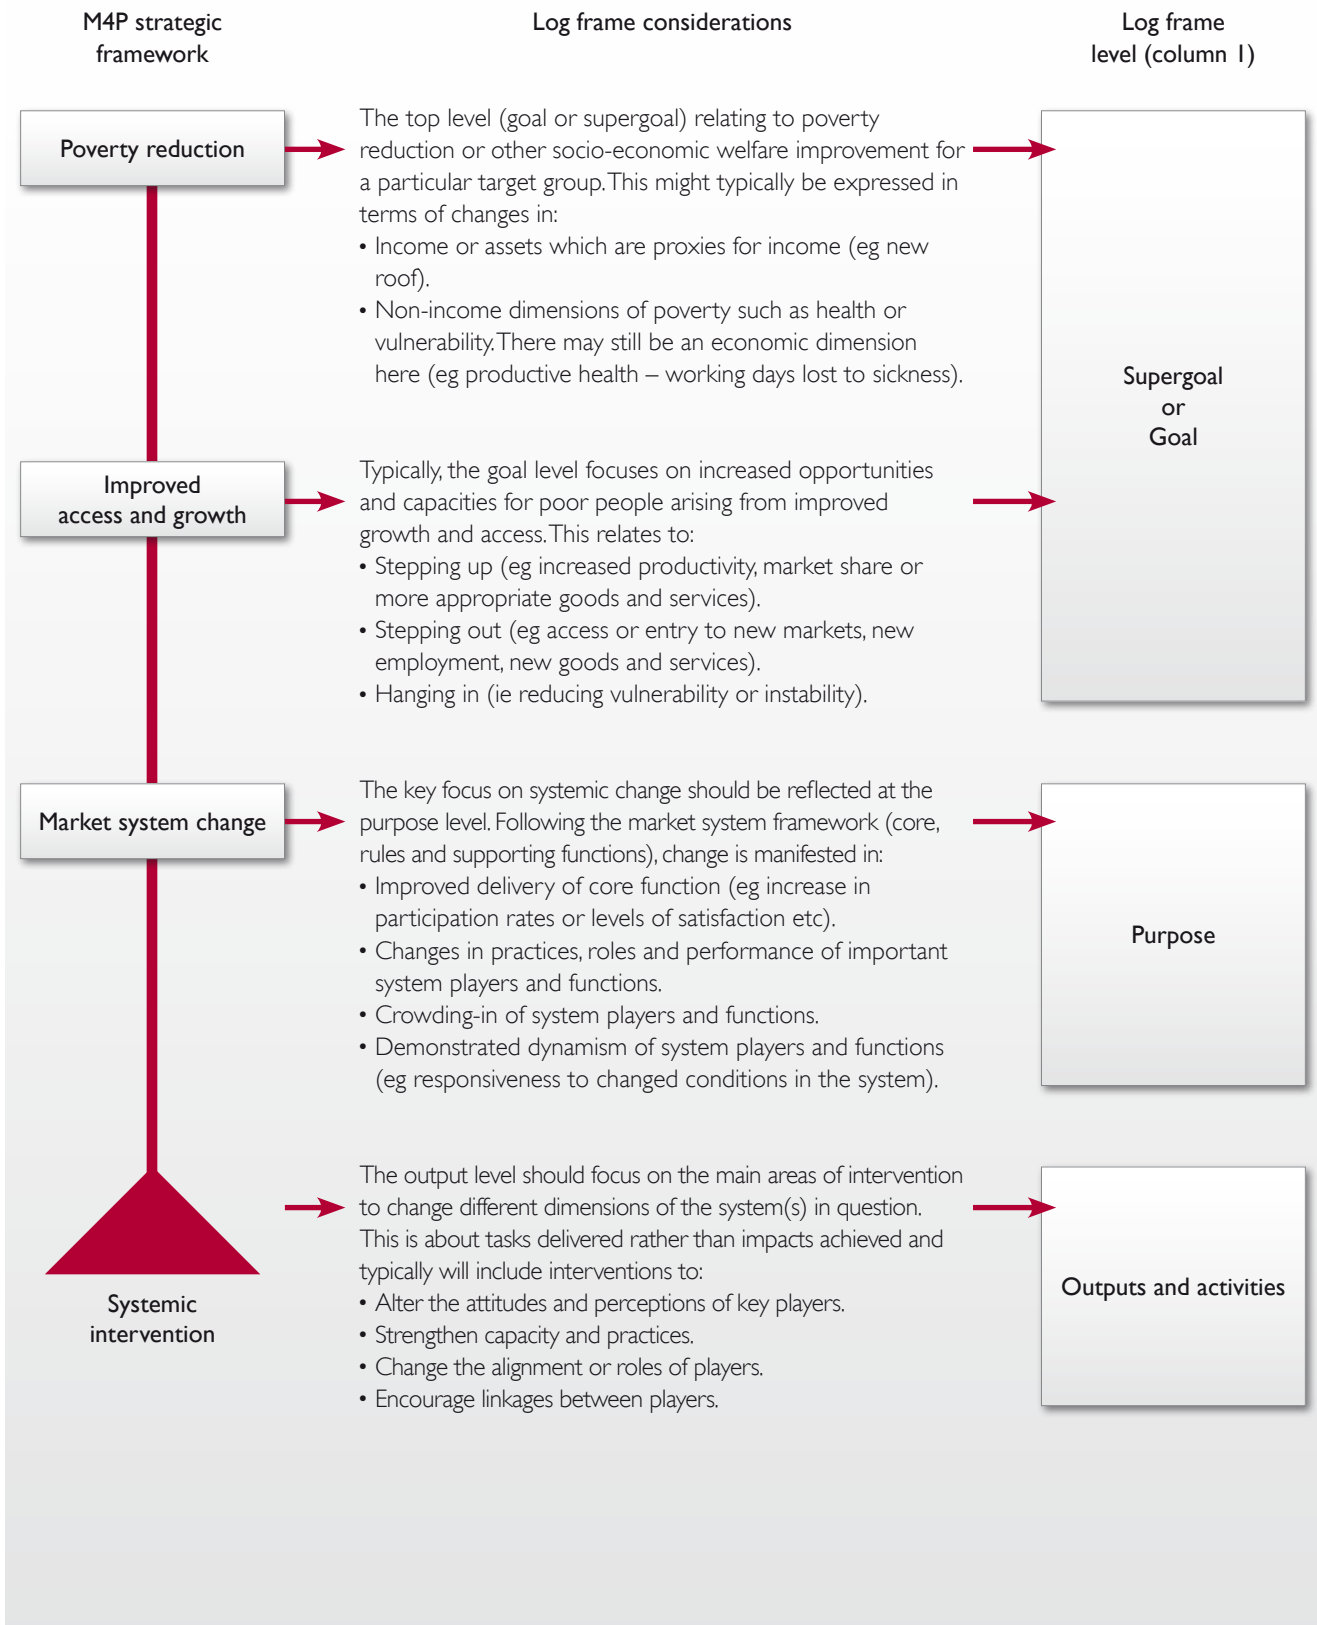 M4P strategic
framework
Log frame considerations
Log frame
level (column 1)
Poverty reduction
The top level (goal or supergoal) relating to poverty
reduction or other socio-economic welfare improvement for
a particular target group. This might typically be expressed in
terms of changes in:
• Income or assets which are proxies for income (eg new
roof).
• Non-income dimensions of poverty such as health or
vulnerability. There may still be an economic dimension
here (eg productive health – working days lost to sickness).
Supergoal
or
Goal
Improved
access and growth
Typically, the goal level focuses on increased opportunities
and capacities for poor people arising from improved
growth and access. This relates to:
• Stepping up (eg increased productivity, market share or
more appropriate goods and services).
• Stepping out (eg access or entry to new markets, new
employment, new goods and services).
• Hanging in (ie reducing vulnerability or instability).
Market system change
The key focus on systemic change should be reflected at the
purpose level. Following the market system framework (core,
rules and supporting functions), change is manifested in:
• Improved delivery of core function (eg increase in
participation rates or levels of satisfaction etc).
• Changes in practices, roles and performance of important
system players and functions.
• Crowding-in of system players and functions.
• Demonstrated dynamism of system players and functions
(eg responsiveness to changed conditions in the system).
Purpose
Systemic
intervention
The output level should focus on the main areas of intervention
to change different dimensions of the system(s) in question.
This is about tasks delivered rather than impacts achieved and
typically will include interventions to:
• Alter the attitudes and perceptions of key players.
• Strengthen capacity and practices.
• Change the alignment or roles of players.
• Encourage linkages between players.
Outputs and activities